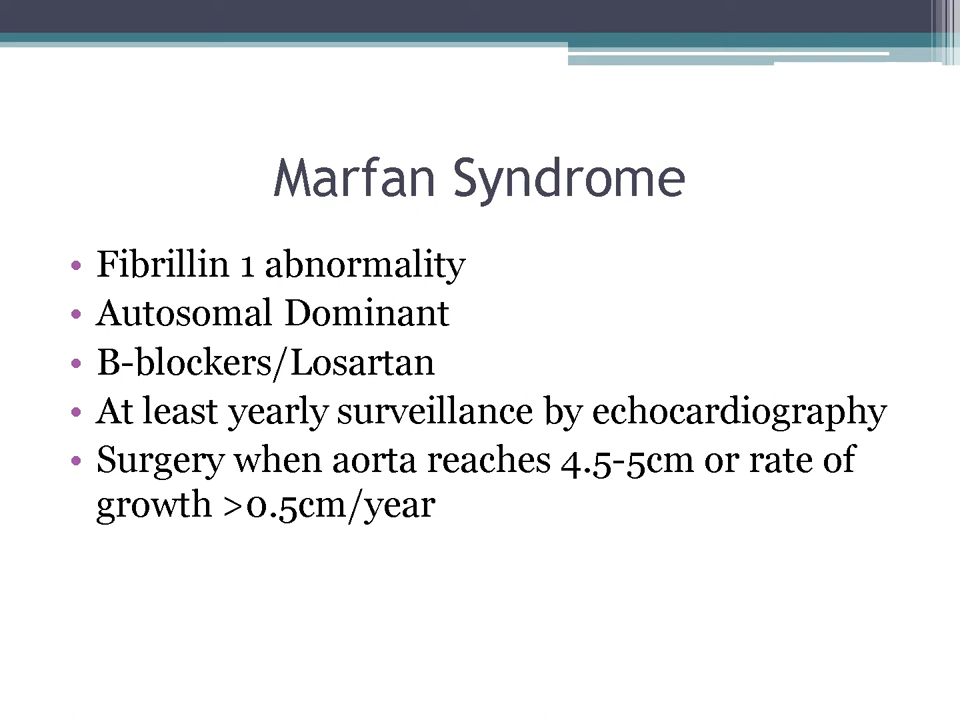 Marfan Syndrome
• Fibrillin 1 abnormality
• Autosomal Dominant
• B-blockers/Losartan
• At least yearly surveillance by echocardiography
• Surgery when aorta reaches 4.5-5cm or rate of
growth >0.5cm/year